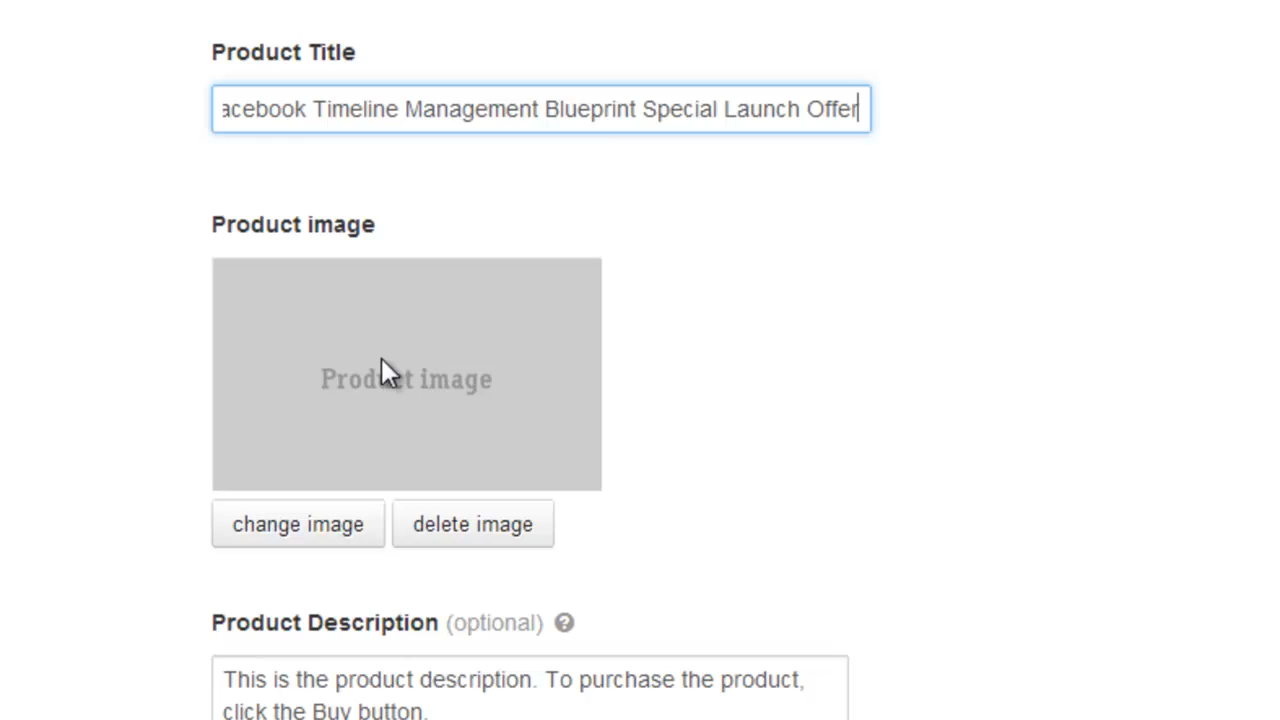 Product Title
acebook Timeline Management Blueprint Special Launch Offer
Product image
Product image
change image delete image
Product Description (optional) ?
This is the product description. To purchase the product,
click the Buy button.